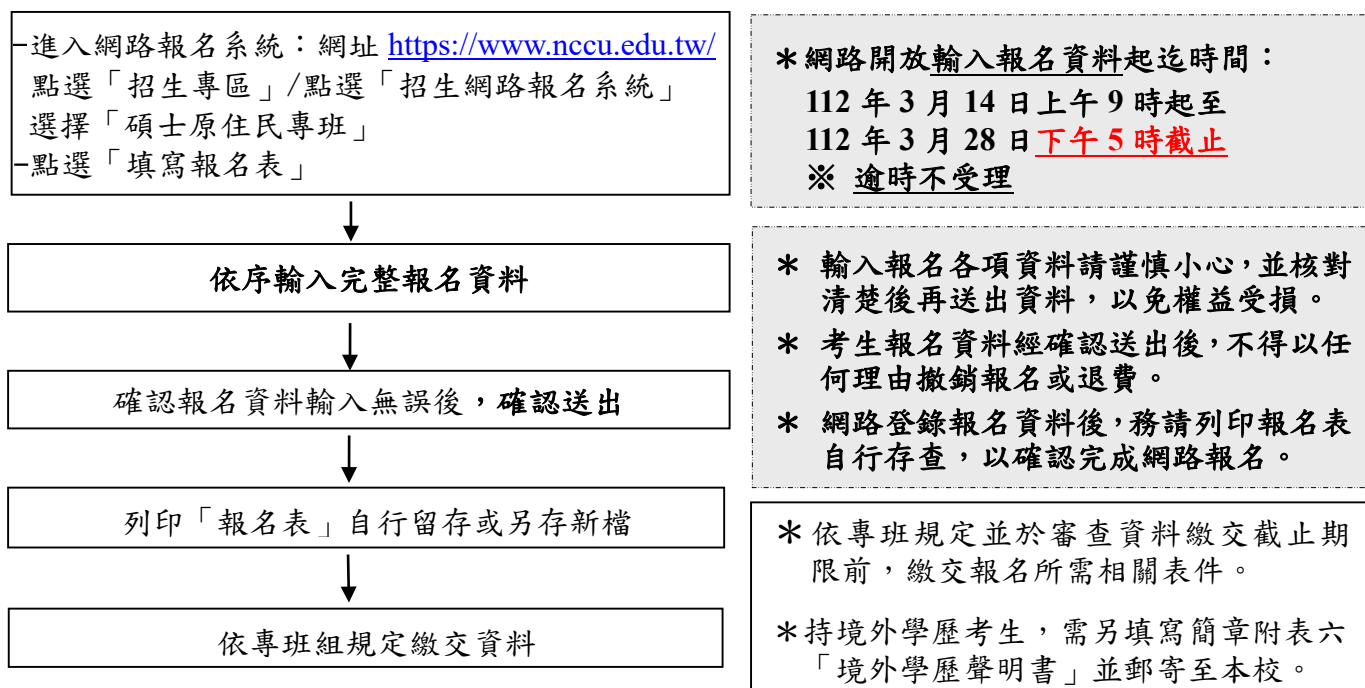 -進入網路報名系統：網址 https://www.nccu.edu.tw/
點選「招生專區」/點選「招生網路報名系統」
選擇「碩士原住民專班」
-點選「填寫報名表」
依序輸入完整報名資料
確認報名資料輸入無誤後，確認送出
列印「報名表」自行留存或另存新檔
依專班組規定繳交資料
＊網路開放輸入報名資料起迄時間：
112 年 3 月 14 日上午 9 時起至
112 年 3 月 28 日下午 5 時截止
※ 逾時不受理
＊ 輸入報名各項資料請謹慎小心，並核對
清楚後再送出資料，以免權益受損。
＊ 考生報名資料經確認送出後，不得以任
何理由撤銷報名或退費。
＊ 網路登錄報名資料後，務請列印報名表
自行存查，以確認完成網路報名。
＊依專班規定並於審查資料繳交截止期
限前，繳交報名所需相關表件。
＊持境外學歷考生，需另填寫簡章附表六
「境外學歷聲明書」並郵寄至本校。